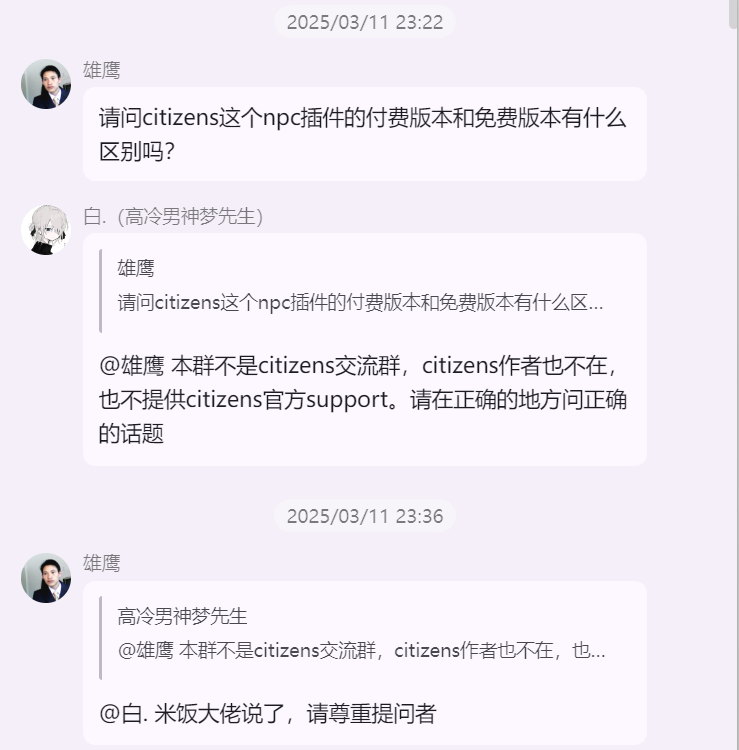 2025/03/11 23:22
雄鹰
请问citizens这个npc插件的付费版本和免费版本有什么
区别吗?
白.（高冷男神梦先生）
雄鹰
请问citizens这个npc插件的付费版本和免费版本有什么区...
@雄鹰 本群不是citizens交流群，citizens作者也不在，
也不提供citizens官方support。请在正确的地方问正确
的话题
2025/03/11 23:36
雄鹰
高冷男神梦先生
@雄鹰 本群不是citizens交流群，citizens作者也不在，也...
@白. 米饭大佬说了，请尊重提问者